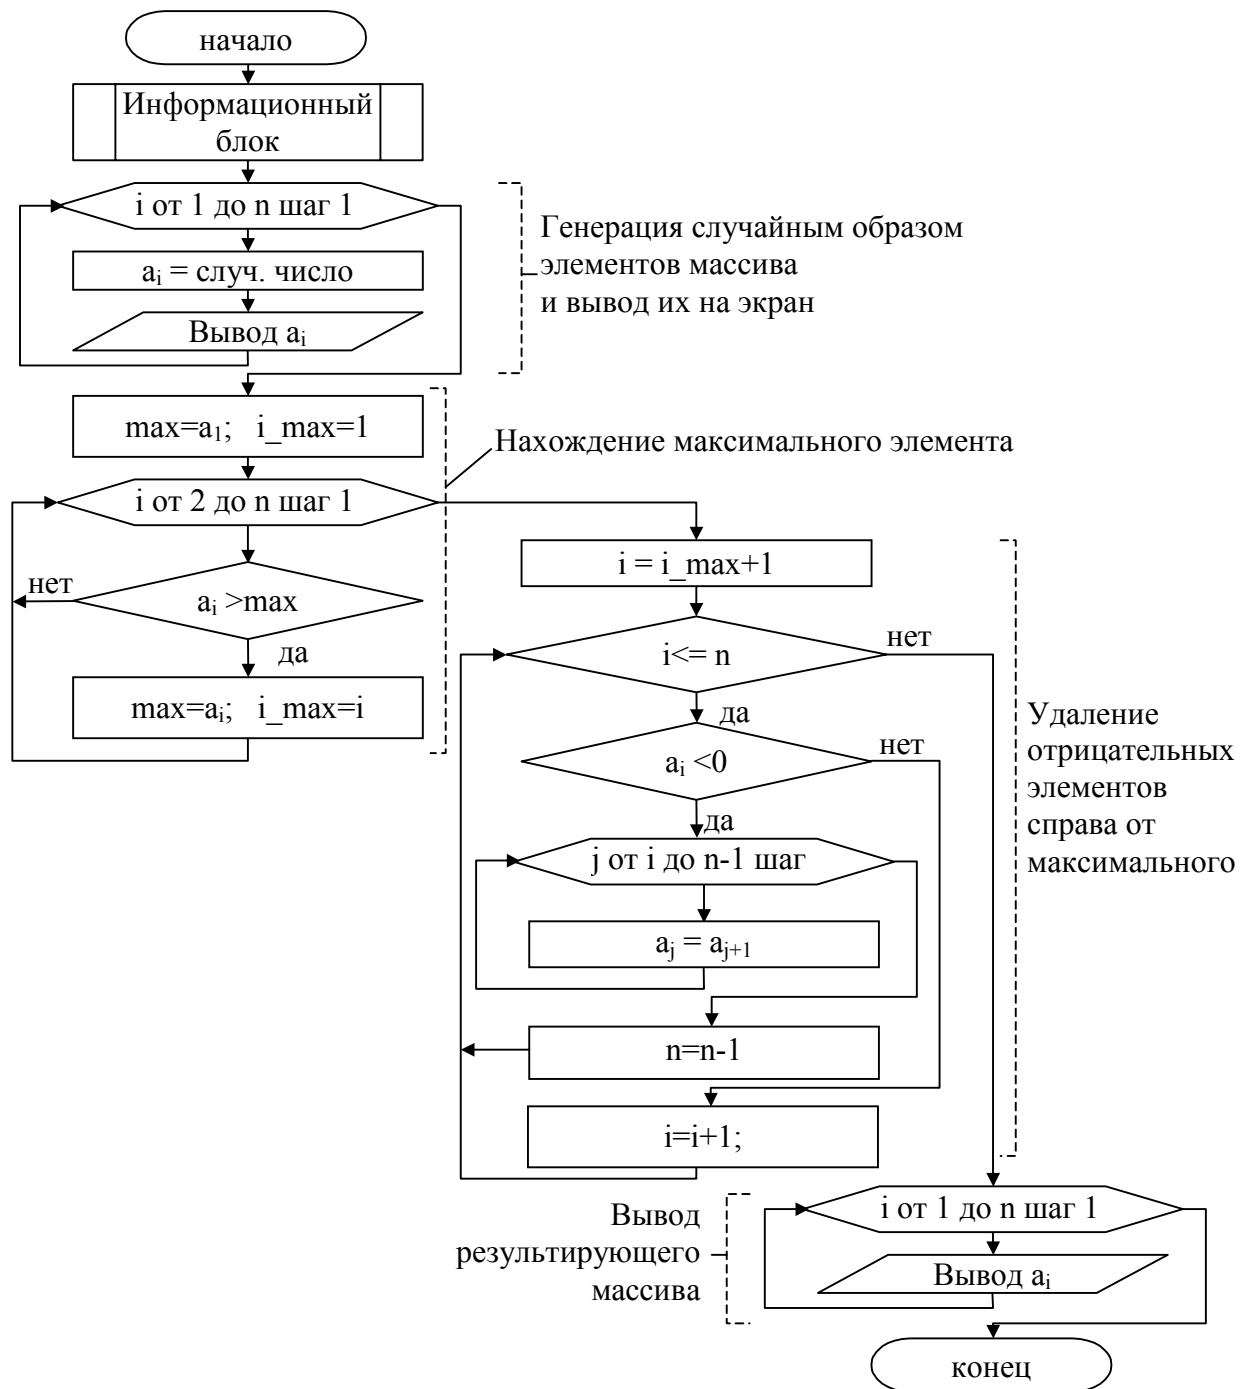 начало
Информационный
блок
i от 1 до n шаг 1
aᵢ = случ. число
Вывод aᵢ
Генерация случайным образом
элементов массива
и вывод их на экран
max=a₁; i_max=1
Нахождение максимального элемента
i от 2 до n шаг 1
нет
aᵢ >max
да
max=aᵢ; i_max=i
i = i_max+1
i<= n
нет
да
aᵢ <0
нет
да
j от i до n-1 шаг
aⱼ = aⱼ₊₁
n=n-1
i=i+1;
Удаление
отрицательных
элементов
справа от
максимального
i от 1 до n шаг 1
Вывод aᵢ
Вывод
результирующего
массива
конец